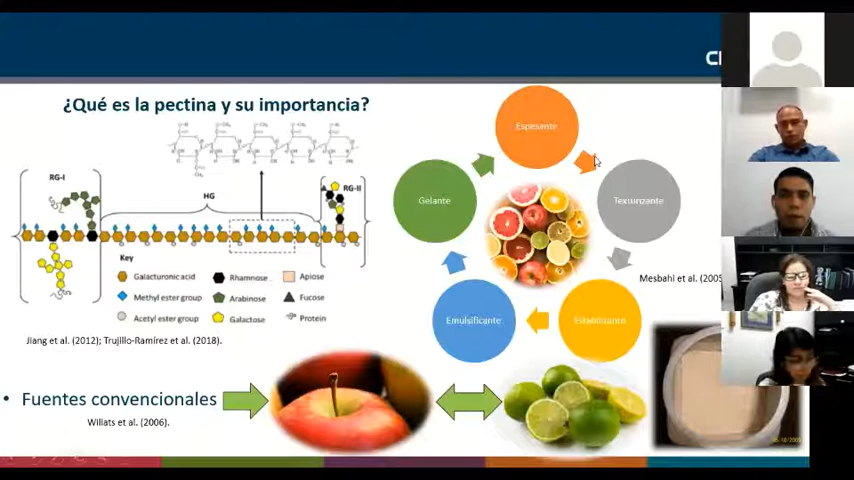 ¿Qué es la pectina y su importancia?
RG-I
HG
RG-II
Key
Galacturonic acid
Rhamnose
Apiose
Methyl ester group
Arabinose
Fucose
Acetyl ester group
Galactose
Protein
Jiang et al. (2012); Trujillo-Ramírez et al. (2018).
Espesante
Texturizante
Estabilizante
Emulsificante
Gelante
Mesbahi et al. (2005
• Fuentes convencionales
Willats et al. (2006).